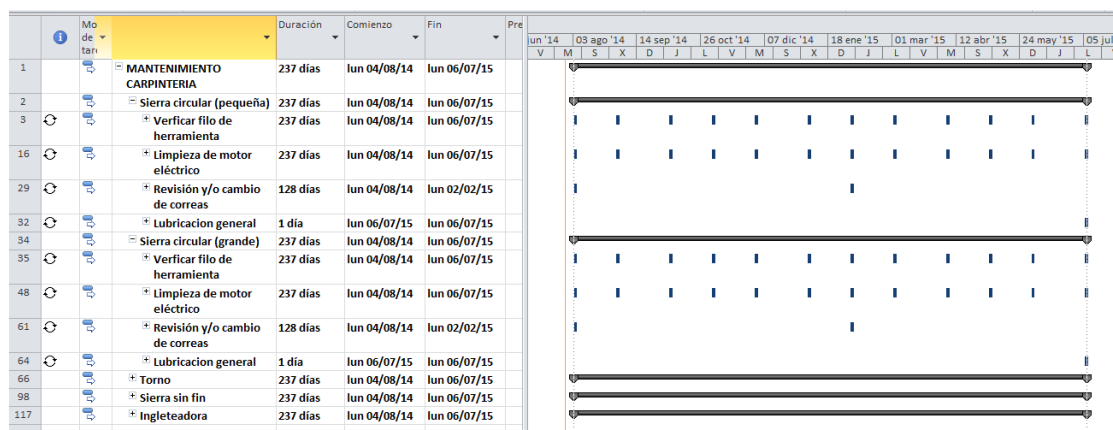 Mo de tare Duración Comienzo Fin Pre
jun '14 03 ago '14 14 sep '14 26 oct '14 07 dic '14 18 ene '15 01 mar '15 12 abr '15 24 may '15 05 jul
V M S X D J L V M S X D J L V M S X D J L
1 MANTENIMIENTO CARPINTERIA 237 días lun 04/08/14 lun 06/07/15
2 Sierra circular (pequeña) 237 días lun 04/08/14 lun 06/07/15
3 Verficar filo de herramienta 237 días lun 04/08/14 lun 06/07/15
16 Limpieza de motor eléctrico 237 días lun 04/08/14 lun 06/07/15
29 Revisión y/o cambio de correas 128 días lun 04/08/14 lun 02/02/15
32 Lubricacion general 1 día lun 06/07/15 lun 06/07/15
34 Sierra circular (grande) 237 días lun 04/08/14 lun 06/07/15
35 Verficar filo de herramienta 237 días lun 04/08/14 lun 06/07/15
48 Limpieza de motor eléctrico 237 días lun 04/08/14 lun 06/07/15
61 Revisión y/o cambio de correas 128 días lun 04/08/14 lun 02/02/15
64 Lubricacion general 1 día lun 06/07/15 lun 06/07/15
66 Torno 237 días lun 04/08/14 lun 06/07/15
98 Sierra sin fin 237 días lun 04/08/14 lun 06/07/15
117 Ingleteadora 237 días lun 04/08/14 lun 06/07/15